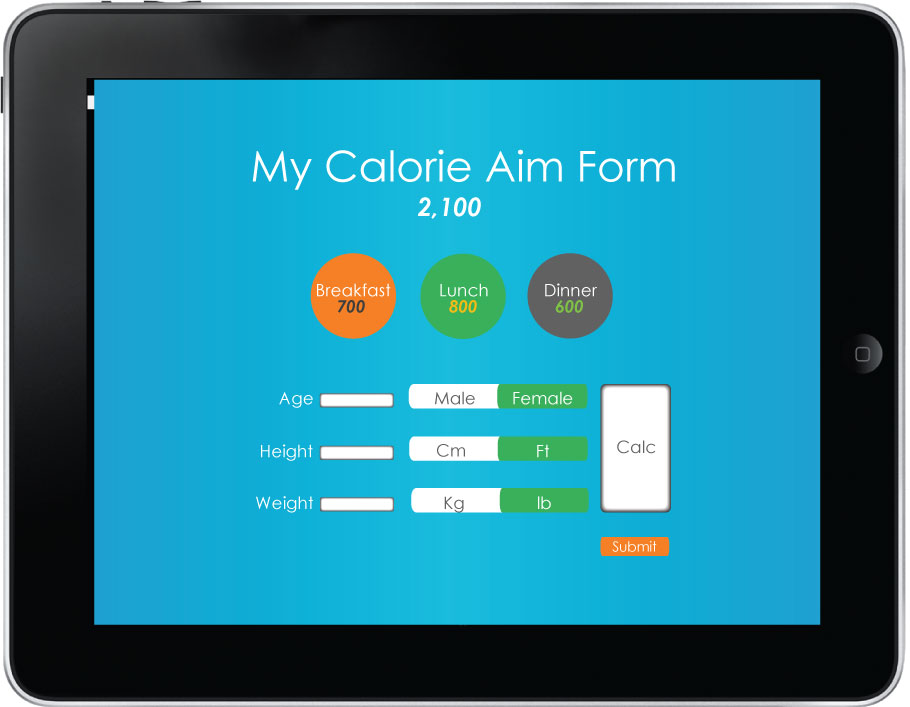 My Calorie Aim Form
2,100
Breakfast
700
Lunch
800
Dinner
600
Age
Male
Female
Height
Cm
Ft
Weight
Kg
lb
Calc
Submit